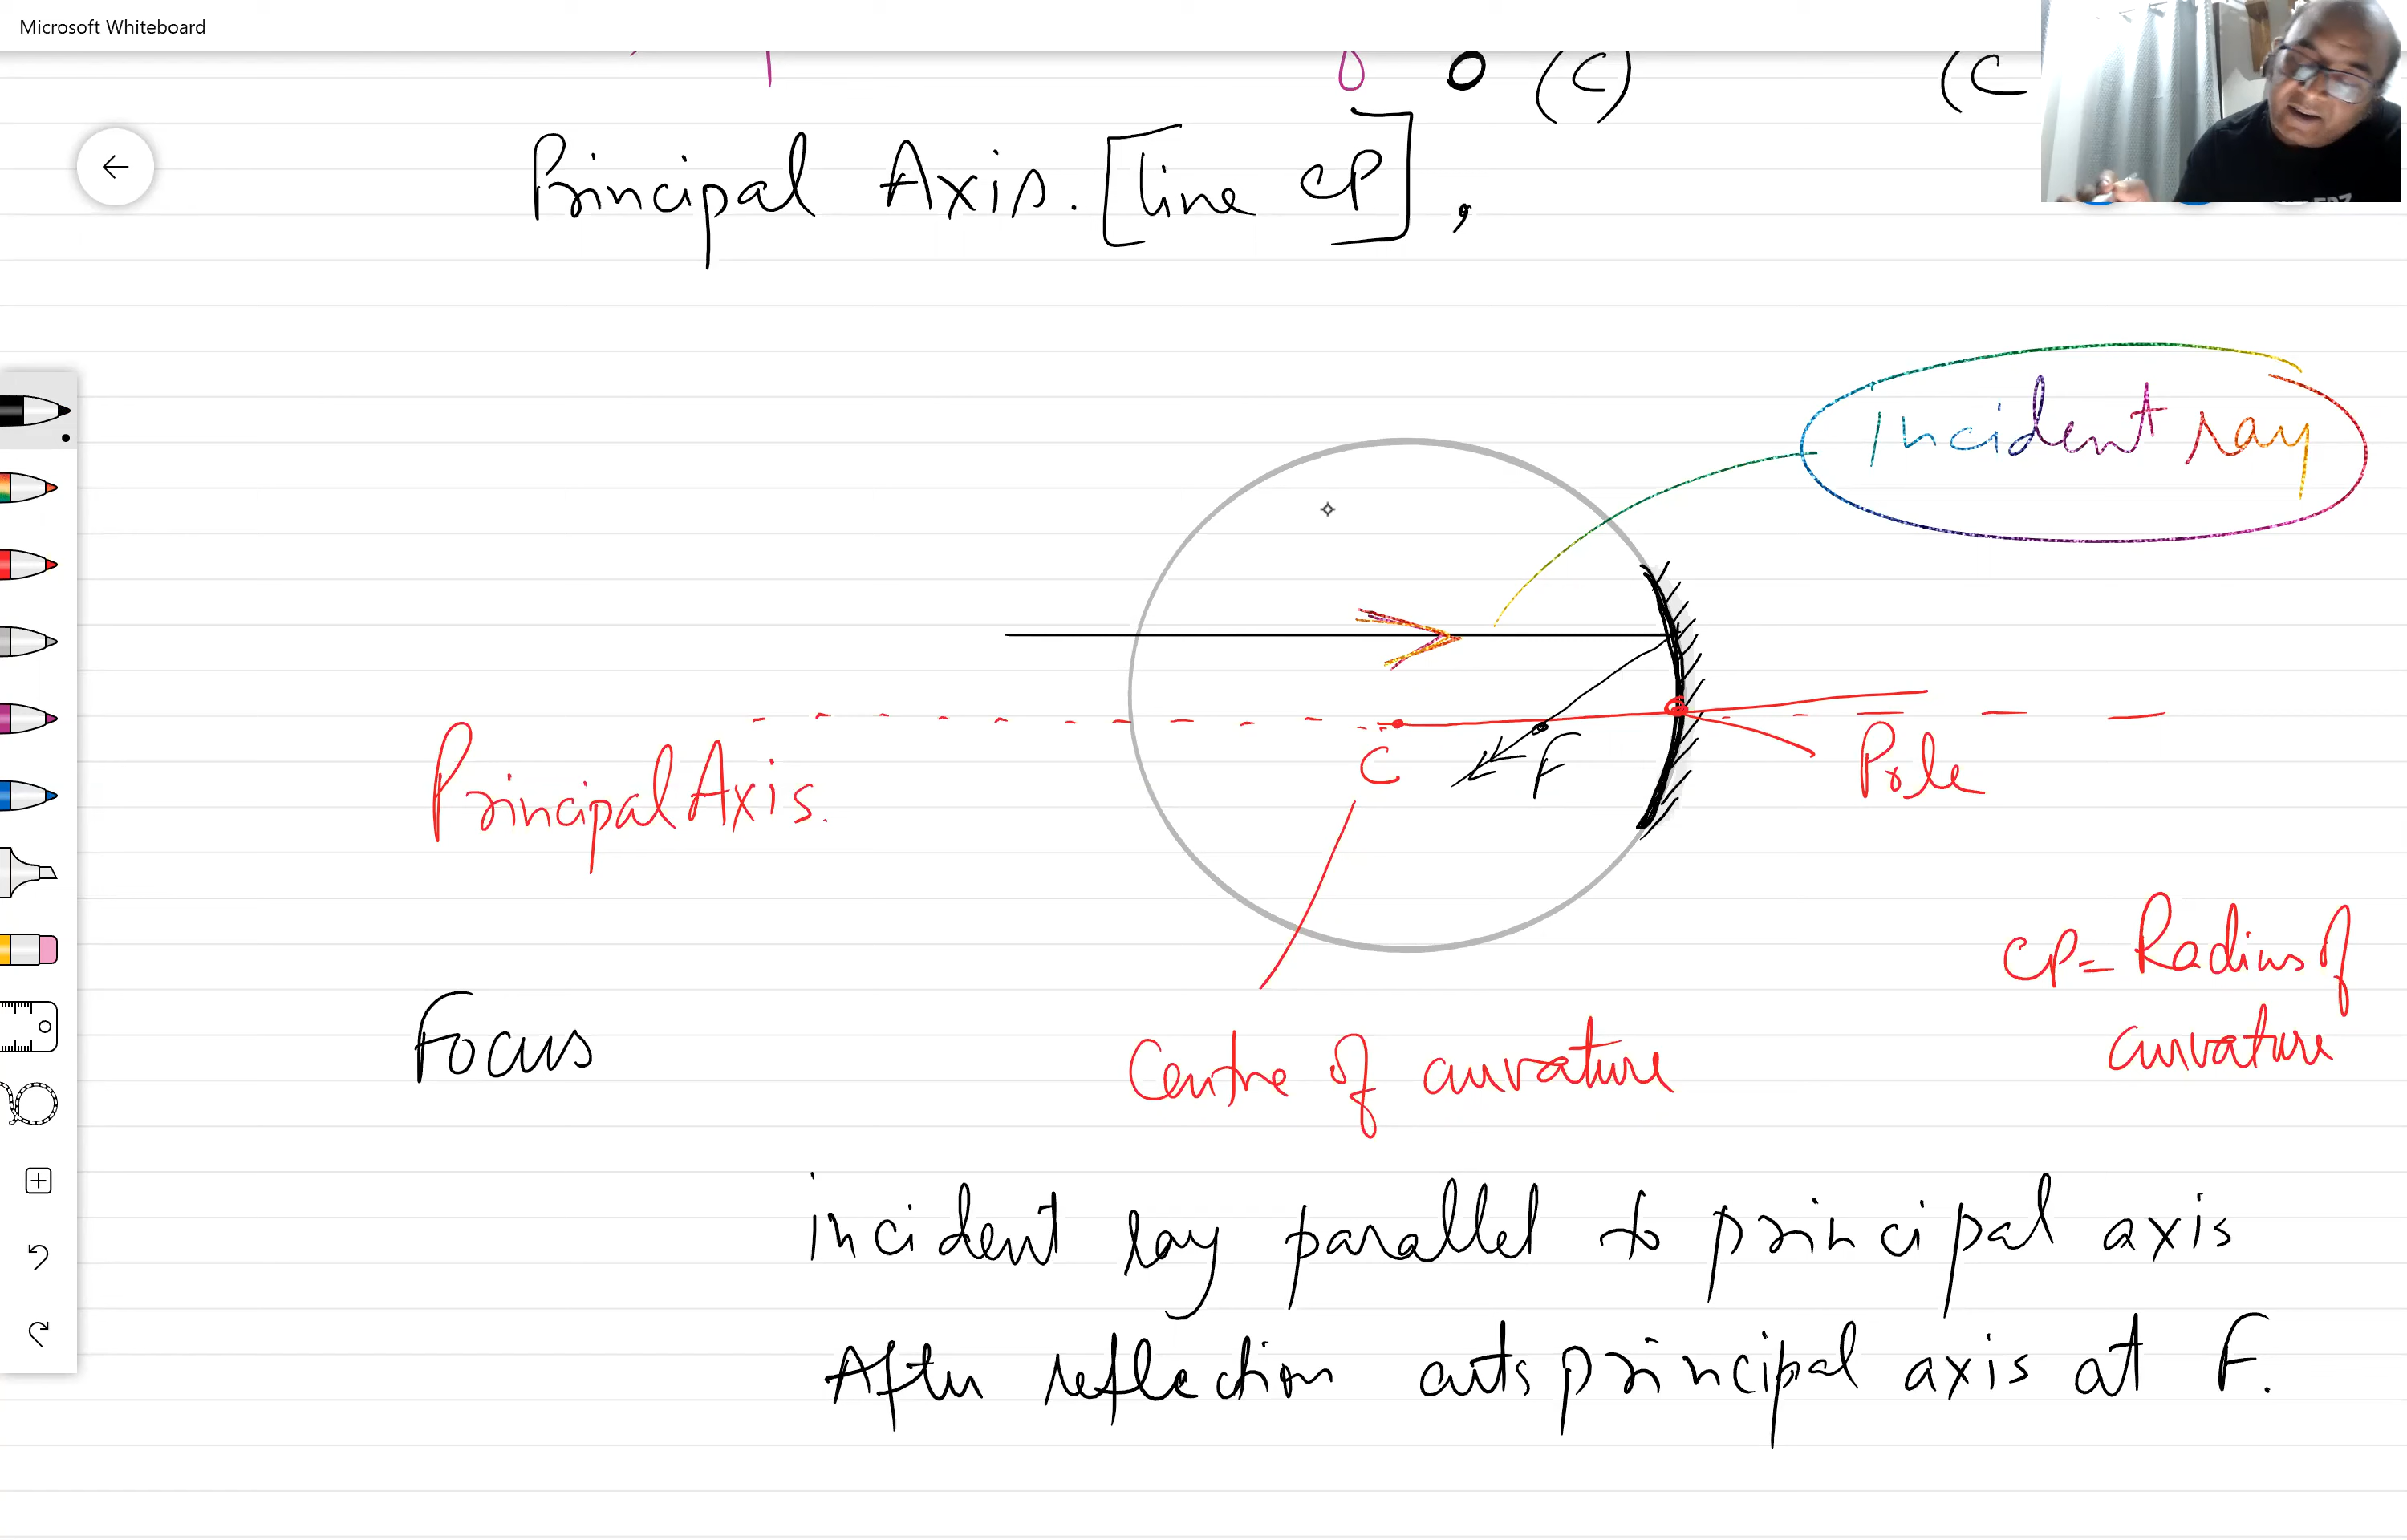 Microsoft Whiteboard
O (C) (C
Principal Axis. [line CP],
Incident ray
C
F
Pole
Principal Axis.
CP = Radius of
curvature
Focus
Centre of curvature
incident ray parallel to principal axis
After reflection cuts principal axis at F.